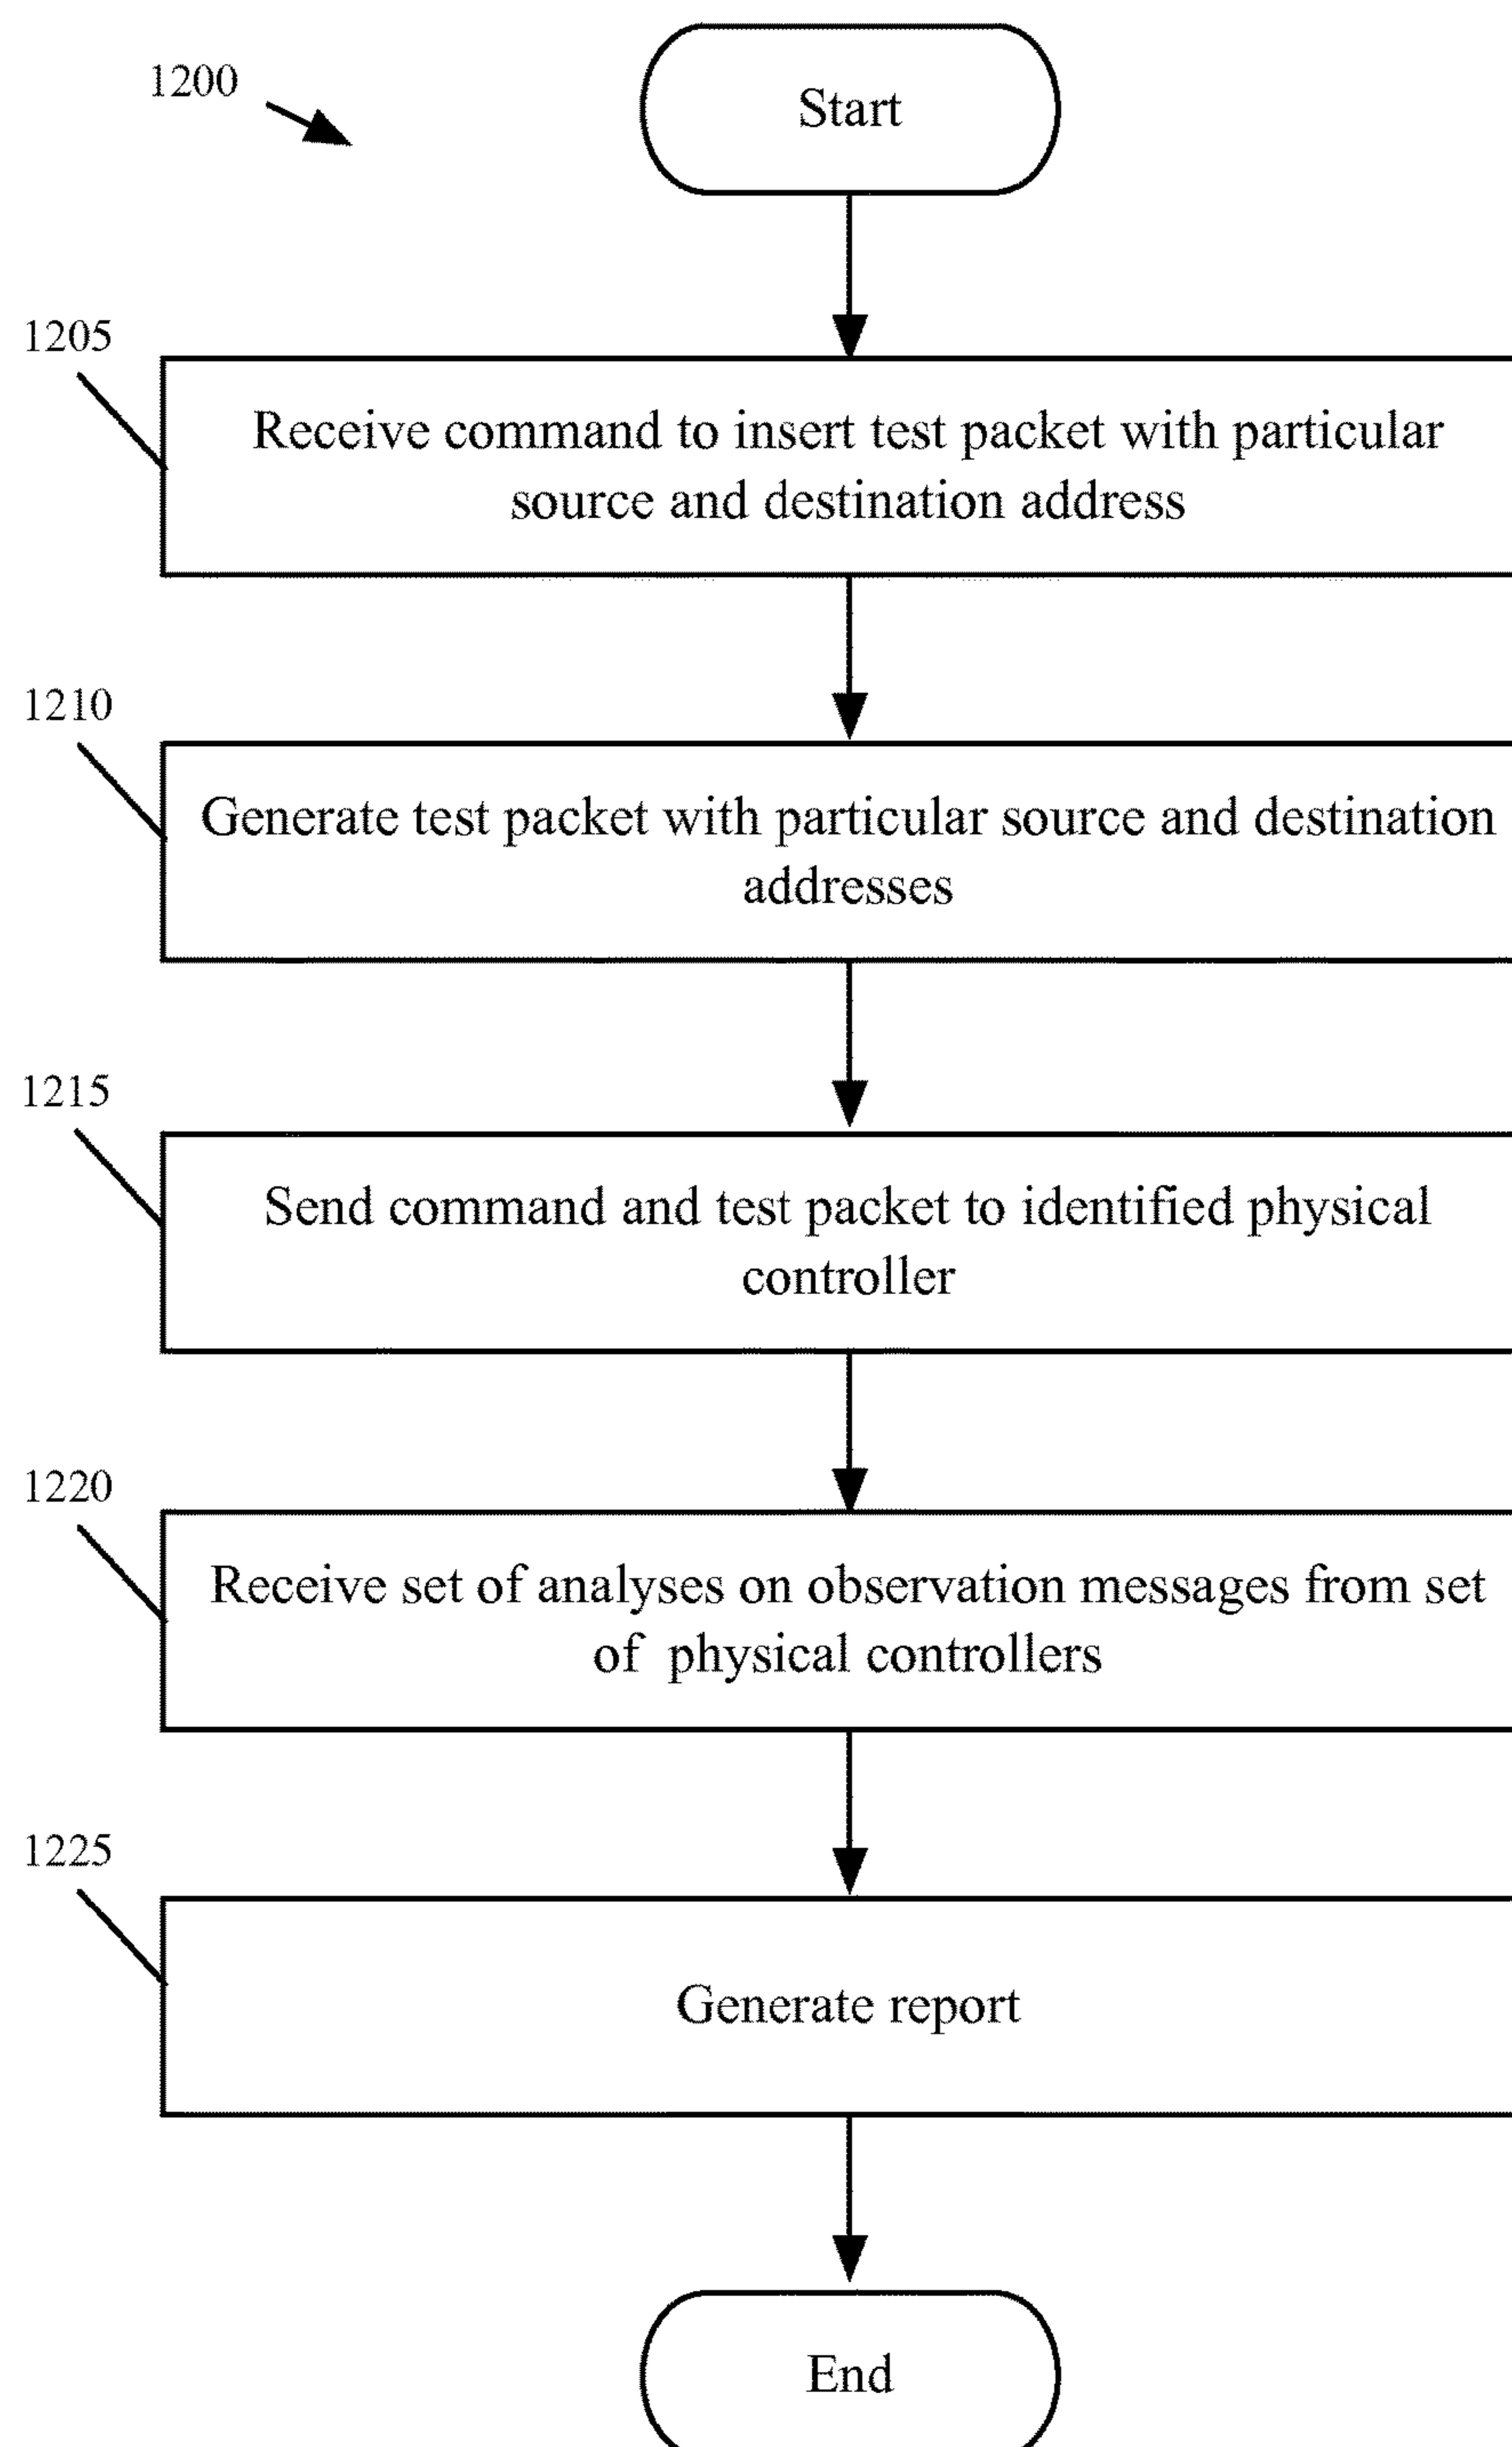 1200
Start
1205
Receive command to insert test packet with particular
source and destination address
1210
Generate test packet with particular source and destination
addresses
1215
Send command and test packet to identified physical
controller
1220
Receive set of analyses on observation messages from set
of physical controllers
1225
Generate report
End